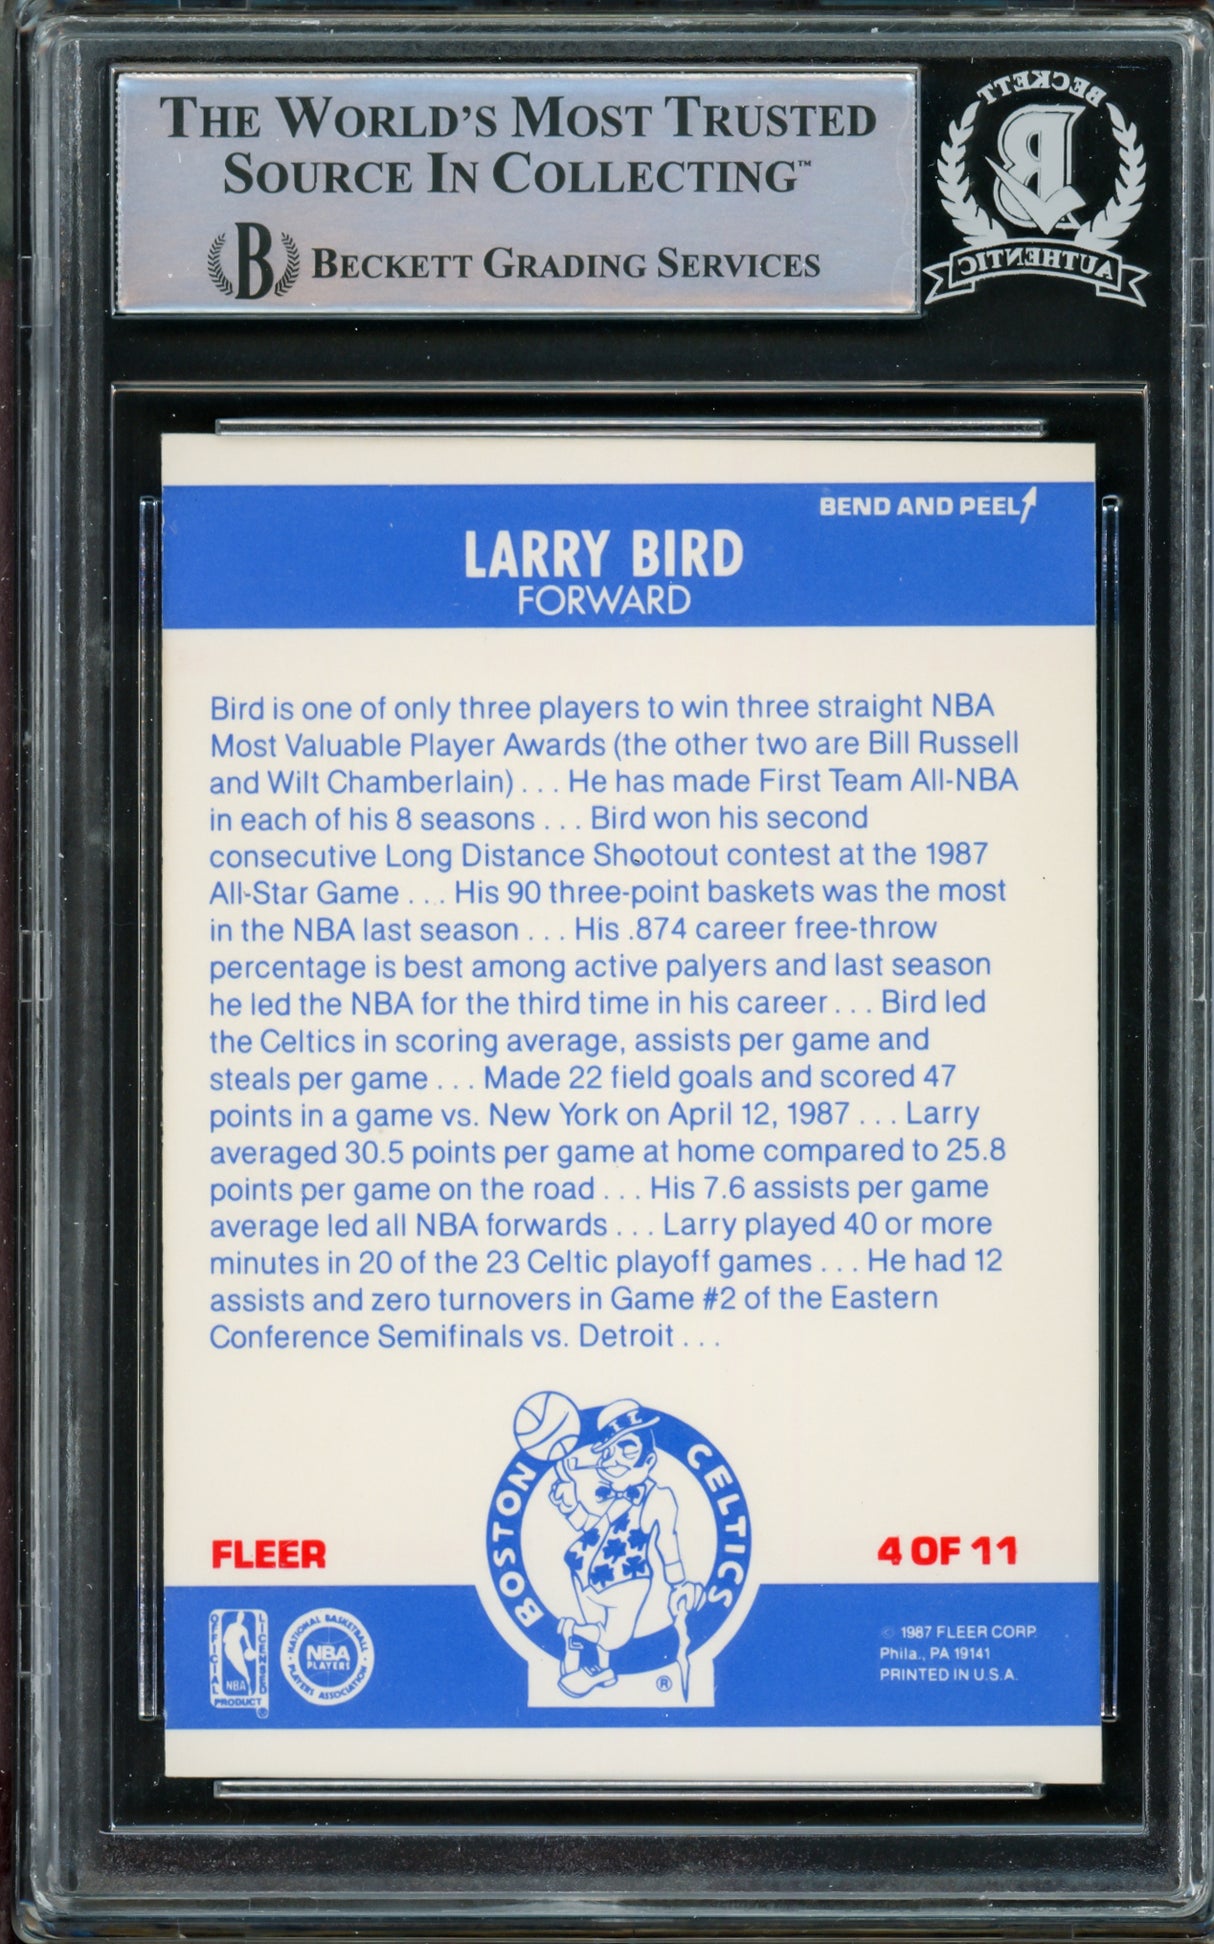 THE WORLD'S MOST TRUSTED
SOURCE IN COLLECTING™
B BECKETT GRADING SERVICES
BECKETT
B
AUTHENTIC
BEND AND PEEL
LARRY BIRD
FORWARD
Bird is one of only three players to win three straight NBA
Most Valuable Player Awards (the other two are Bill Russell
and Wilt Chamberlain) . . . He has made First Team All-NBA
in each of his 8 seasons . . . Bird won his second
consecutive Long Distance Shootout contest at the 1987
All-Star Game . . . His 90 three-point baskets was the most
in the NBA last season . . . His .874 career free-throw
percentage is best among active palyers and last season
he led the NBA for the third time in his career . . . Bird led
the Celtics in scoring average, assists per game and
steals per game . . . Made 22 field goals and scored 47
points in a game vs. New York on April 12, 1987 . . . Larry
averaged 30.5 points per game at home compared to 25.8
points per game on the road . . . His 7.6 assists per game
average led all NBA forwards . . . Larry played 40 or more
minutes in 20 of the 23 Celtic playoff games . . . He had 12
assists and zero turnovers in Game #2 of the Eastern
Conference Semifinals vs. Detroit . . .
BOSTON CELTICS
®
FLEER
4 OF 11
OFFICIAL LICENSED
NBA
PRODUCT ®
NATIONAL BASKETBALL
NBA
PLAYERS
PLAYERS ASSOCIATION
© 1987 FLEER CORP.
Phila., PA 19141
PRINTED IN U.S.A.